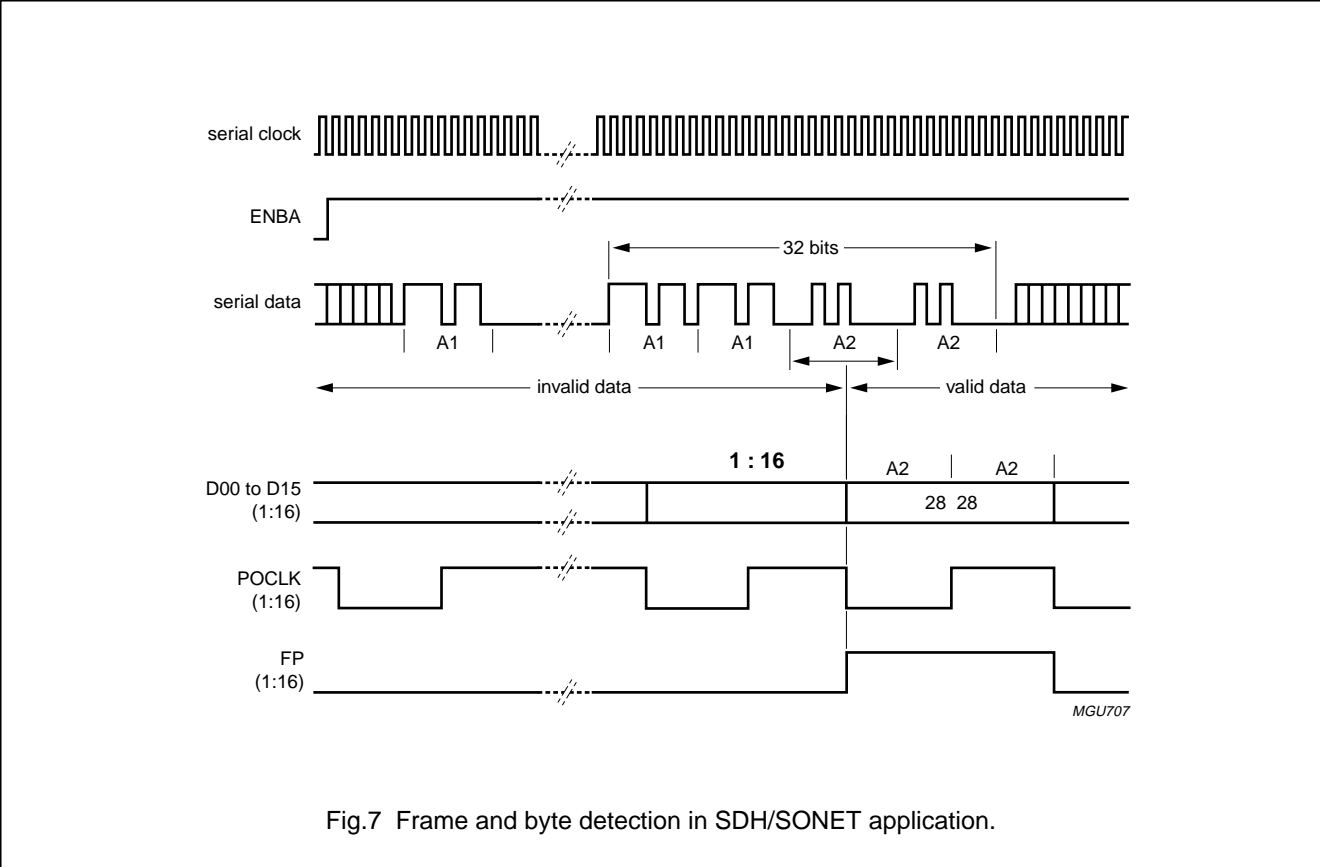 serial clock
ENBA
32 bits
serial data
A1
A1
A1
A2
A2
invalid data
valid data
1 : 16
A2
A2
D00 to D15
(1:16)
28 28
POCLK
(1:16)
FP
(1:16)
MGU707
Fig.7 Frame and byte detection in SDH/SONET application.